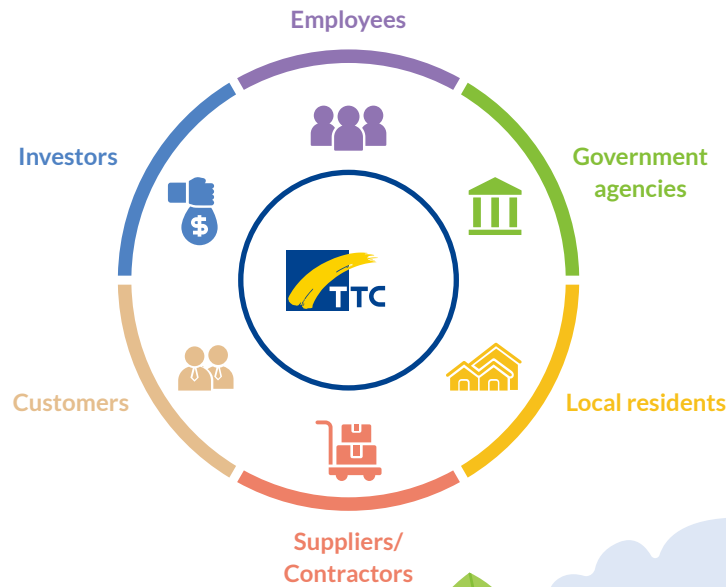 Employees
Investors
Government
agencies
$
TTC
Customers
Local residents
Suppliers/
Contractors